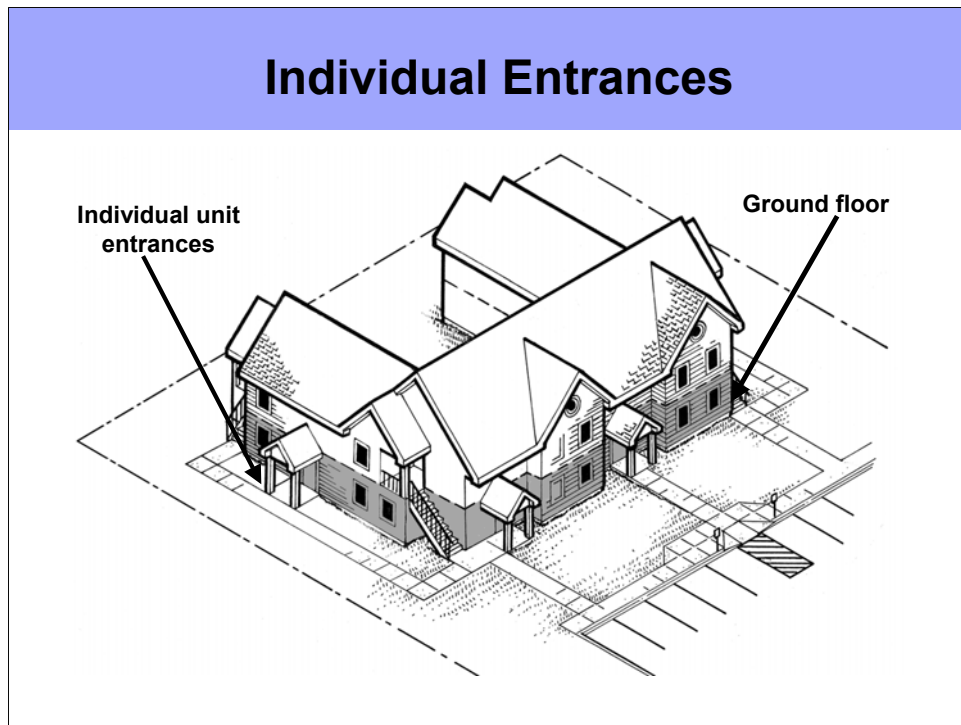 Individual Entrances
Individual unit
entrances
Ground floor